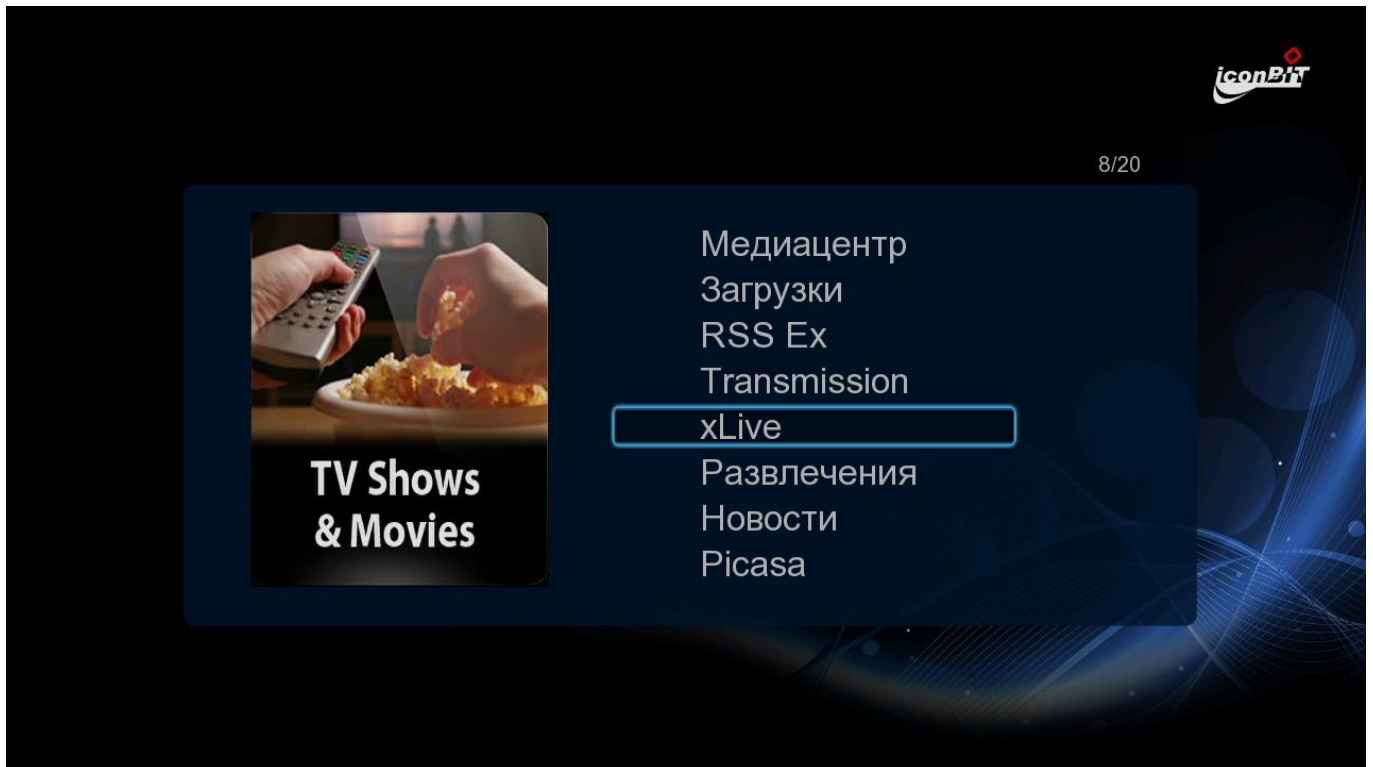 iconBIT
8/20
Медиацентр
Загрузки
RSS Ex
Transmission
xLive
Развлечения
Новости
Picasa
TV Shows
& Movies